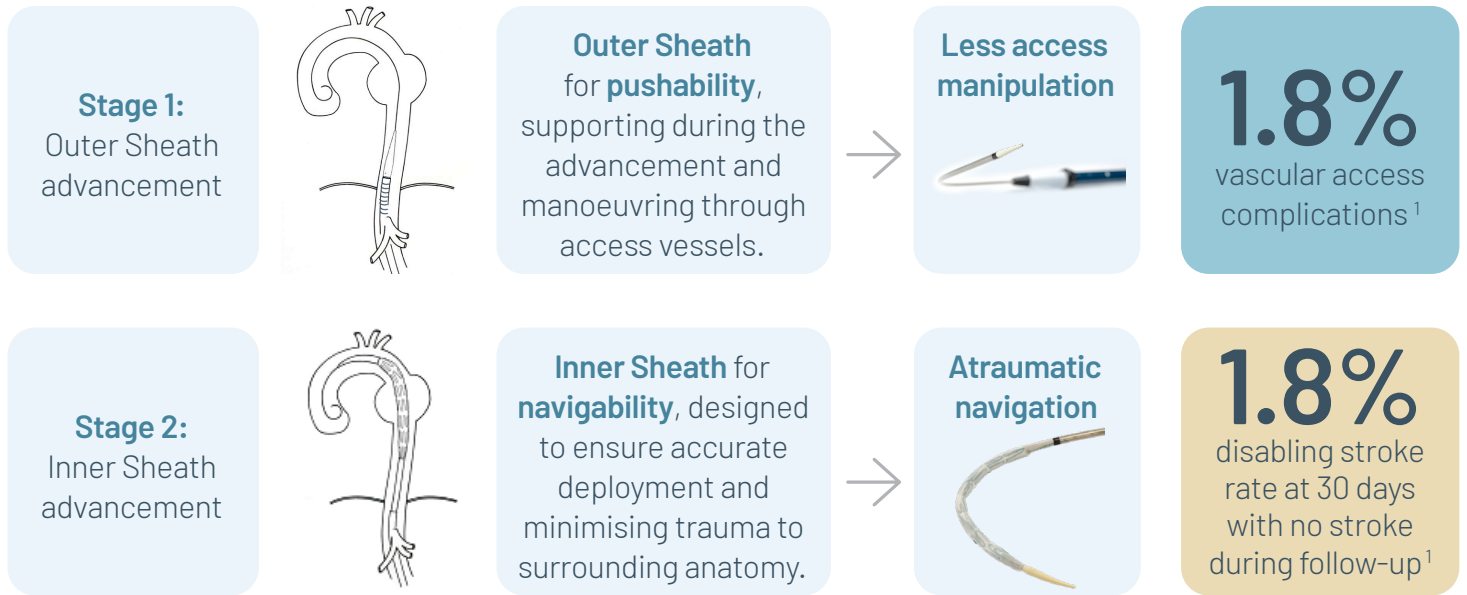 Stage 1:
Outer Sheath
advancement
Outer Sheath
for pushability,
supporting during the
advancement and
manoeuvring through
access vessels.
Less access
manipulation
1.8%
vascular access
complications 1
Stage 2:
Inner Sheath
advancement
Inner Sheath for
navigability, designed
to ensure accurate
deployment and
minimising trauma to
surrounding anatomy.
Atraumatic
navigation
1.8%
disabling stroke
rate at 30 days
with no stroke
during follow-up 1